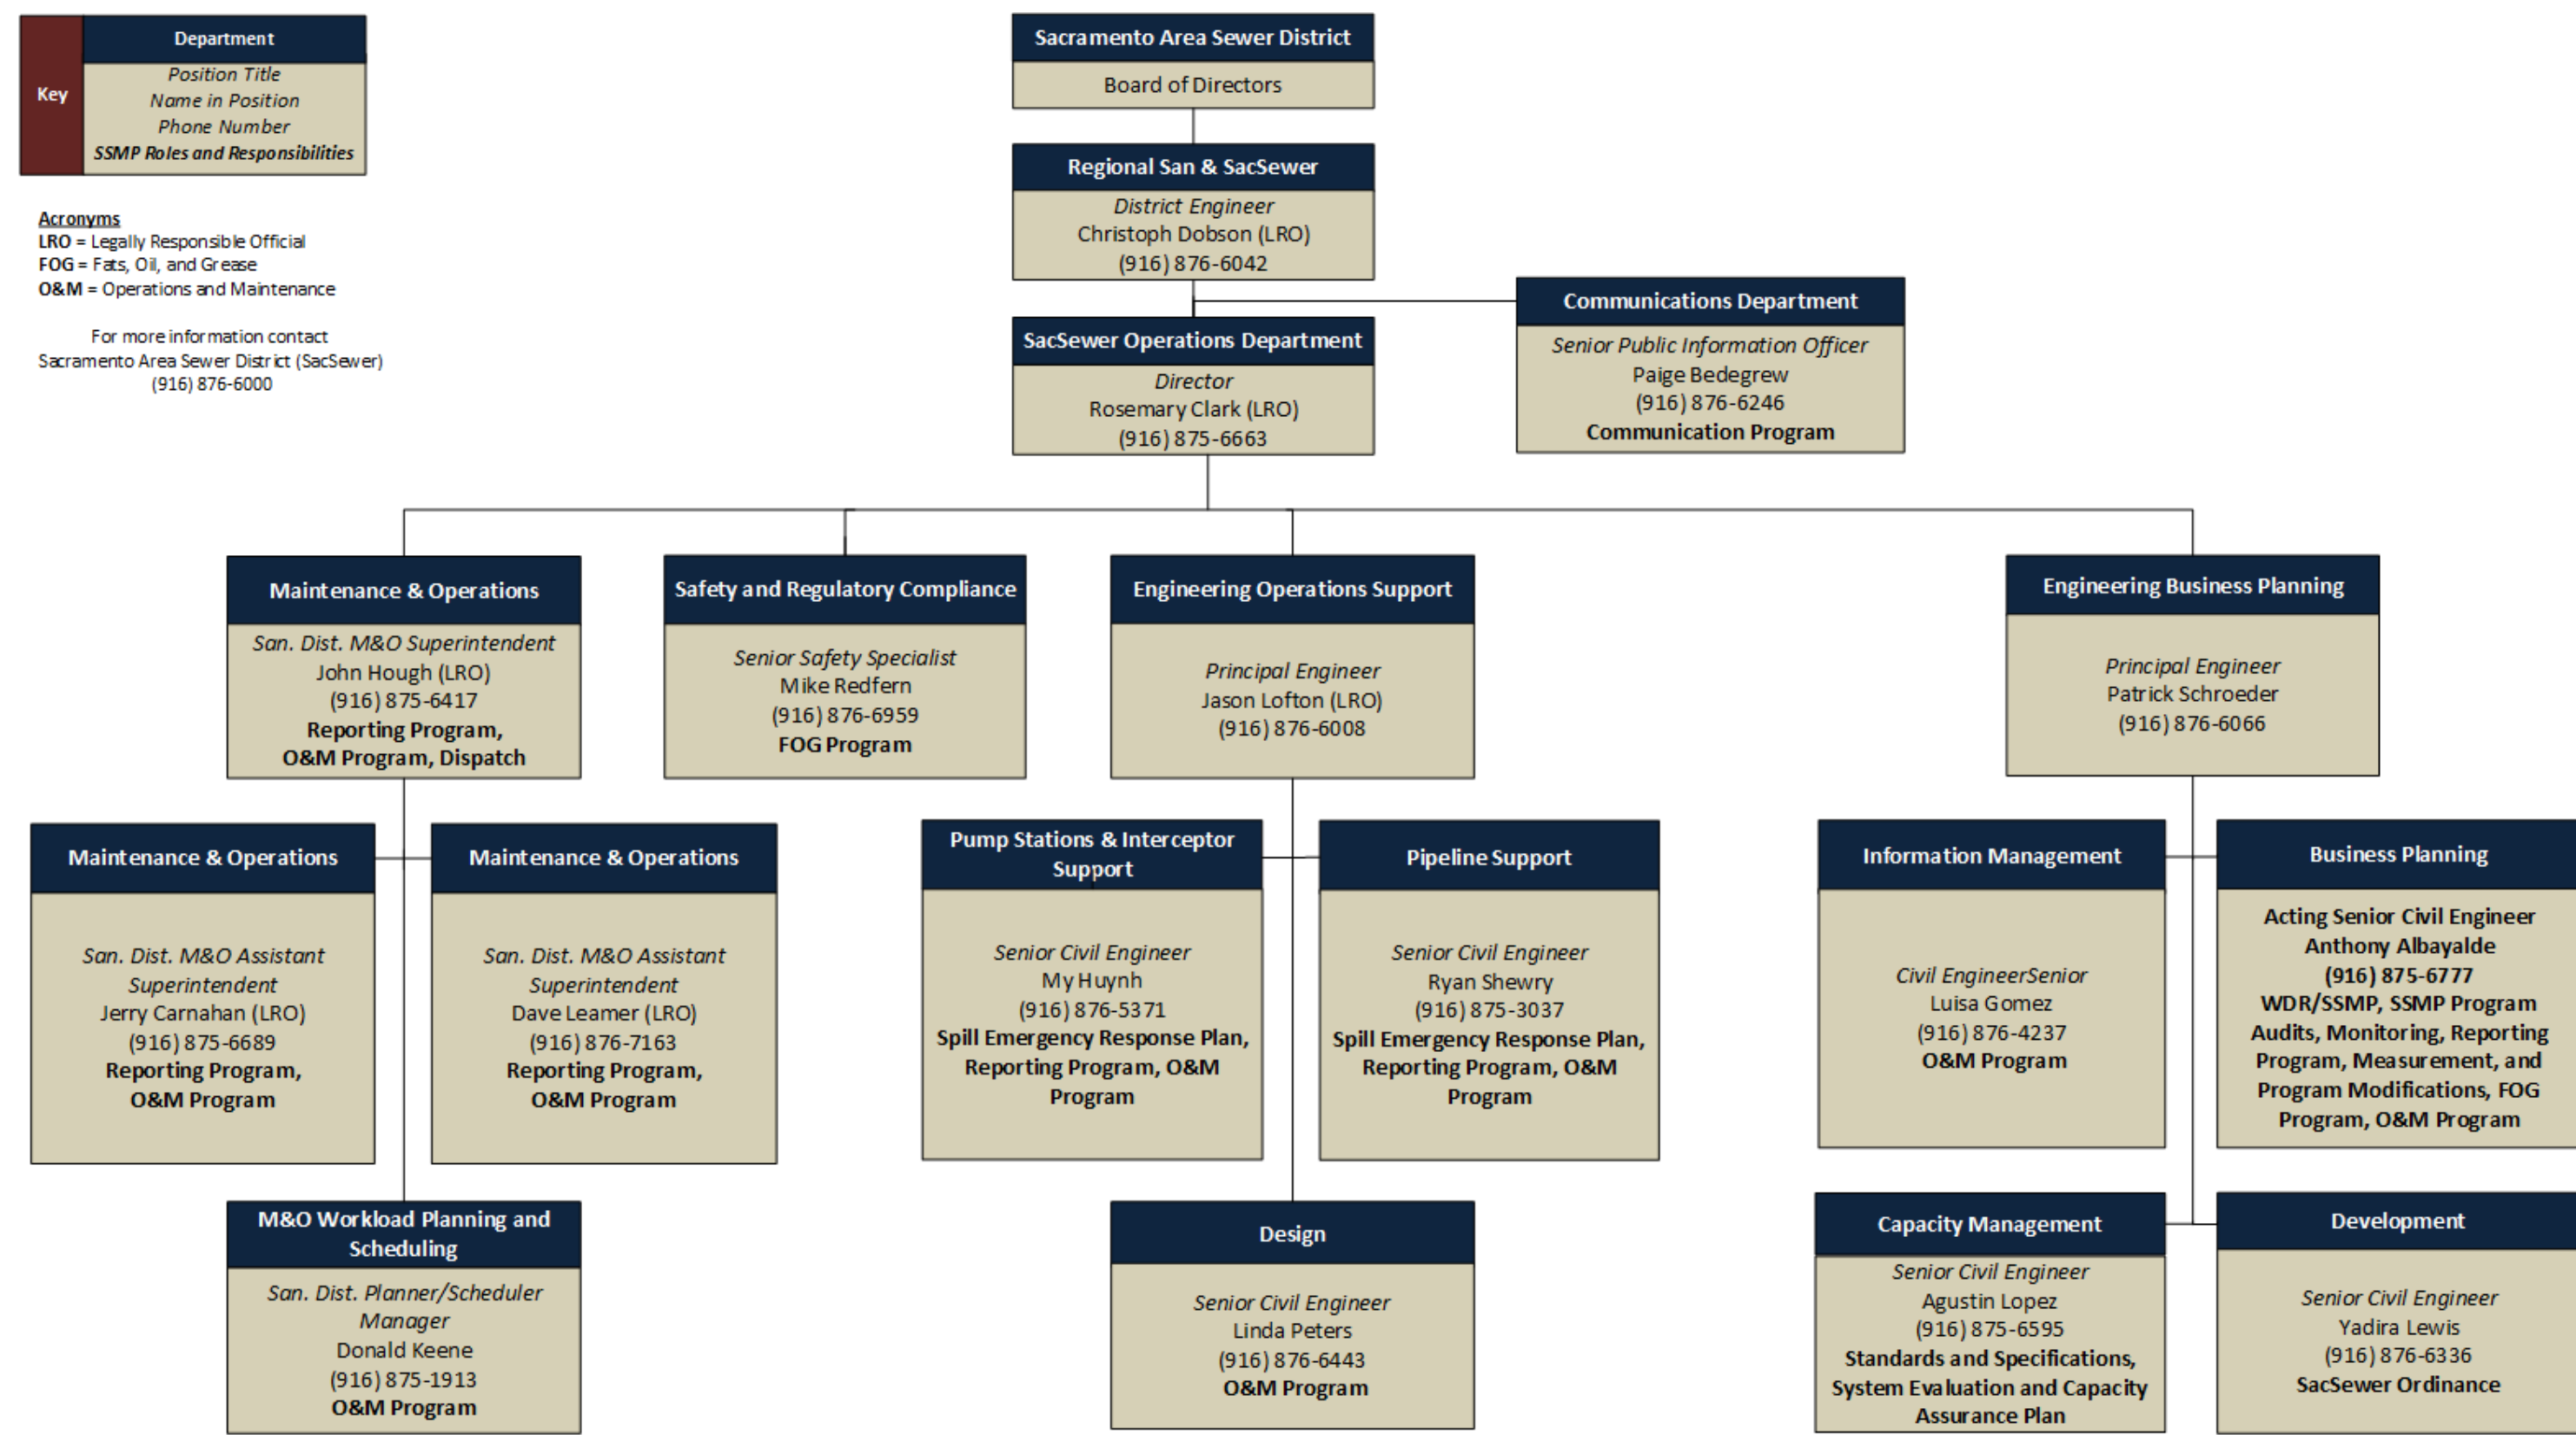 Key
Department
Position Title
Name in Position
Phone Number
SSMP Roles and Responsibilities
Acronyms
LRO = Legally Responsible Official
FOG = Fats, Oil, and Grease
O&M = Operations and Maintenance
For more information contact
Sacramento Area Sewer District (SacSewer)
(916) 876-6000
Sacramento Area Sewer District
Board of Directors
Regional San & SacSewer
District Engineer
Christoph Dobson (LRO)
(916) 876-6042
Communications Department
Senior Public Information Officer
Paige Bedegrew
(916) 876-6246
Communication Program
SacSewer Operations Department
Director
Rosemary Clark (LRO)
(916) 875-6663
Maintenance & Operations
San. Dist. M&O Superintendent
John Hough (LRO)
(916) 875-6417
Reporting Program,
O&M Program, Dispatch
Safety and Regulatory Compliance
Senior Safety Specialist
Mike Redfern
(916) 876-6959
FOG Program
Engineering Operations Support
Principal Engineer
Jason Lofton (LRO)
(916) 876-6008
Engineering Business Planning
Principal Engineer
Patrick Schroeder
(916) 876-6066
Maintenance & Operations
San. Dist. M&O Assistant
Superintendent
Jerry Carnahan (LRO)
(916) 875-6689
Reporting Program,
O&M Program
Maintenance & Operations
San. Dist. M&O Assistant
Superintendent
Dave Leamer (LRO)
(916) 876-7163
Reporting Program,
O&M Program
Pump Stations & Interceptor
Support
Senior Civil Engineer
My Huynh
(916) 876-5371
Spill Emergency Response Plan,
Reporting Program, O&M
Program
Pipeline Support
Senior Civil Engineer
Ryan Shewry
(916) 875-3037
Spill Emergency Response Plan,
Reporting Program, O&M
Program
Information Management
Civil EngineerSenior
Luisa Gomez
(916) 876-4237
O&M Program
Business Planning
Acting Senior Civil Engineer
Anthony Albayalde
(916) 875-6777
WDR/SSMP, SSMP Program
Audits, Monitoring, Reporting
Program, Measurement, and
Program Modifications, FOG
Program, O&M Program
M&O Workload Planning and
Scheduling
San. Dist. Planner/Scheduler
Manager
Donald Keene
(916) 875-1913
O&M Program
Design
Senior Civil Engineer
Linda Peters
(916) 876-6443
O&M Program
Capacity Management
Senior Civil Engineer
Agustin Lopez
(916) 875-6595
Standards and Specifications,
System Evaluation and Capacity
Assurance Plan
Development
Senior Civil Engineer
Yadira Lewis
(916) 876-6336
SacSewer Ordinance